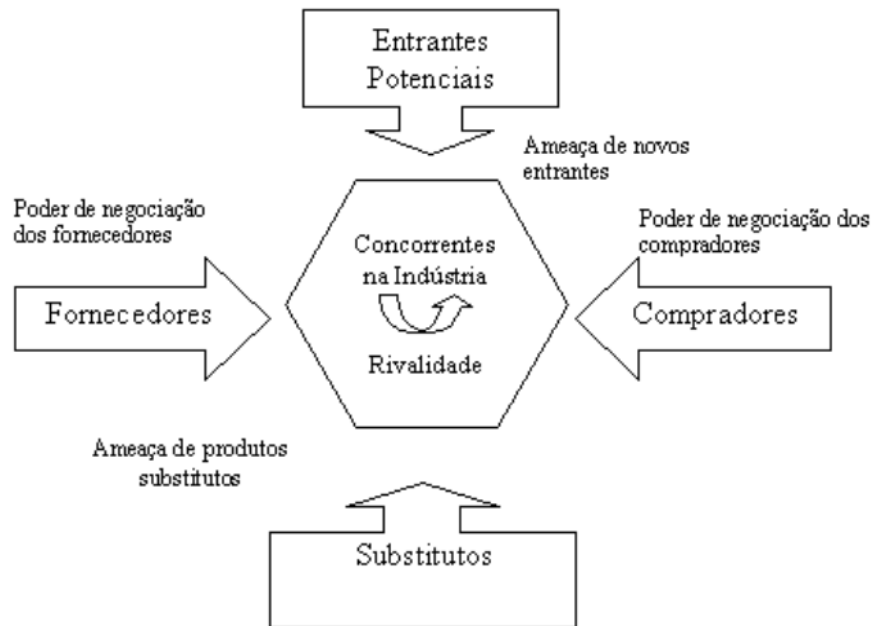 Entrantes
Potenciais
Ameaça de novos
entrantes
Poder de negociação
dos fornecedores
Poder de negociação dos
compradores
Concorrentes
na Indústria
Fornecedores
Compradores
Rivalidade
Ameaça de produtos
substitutos
Substitutos